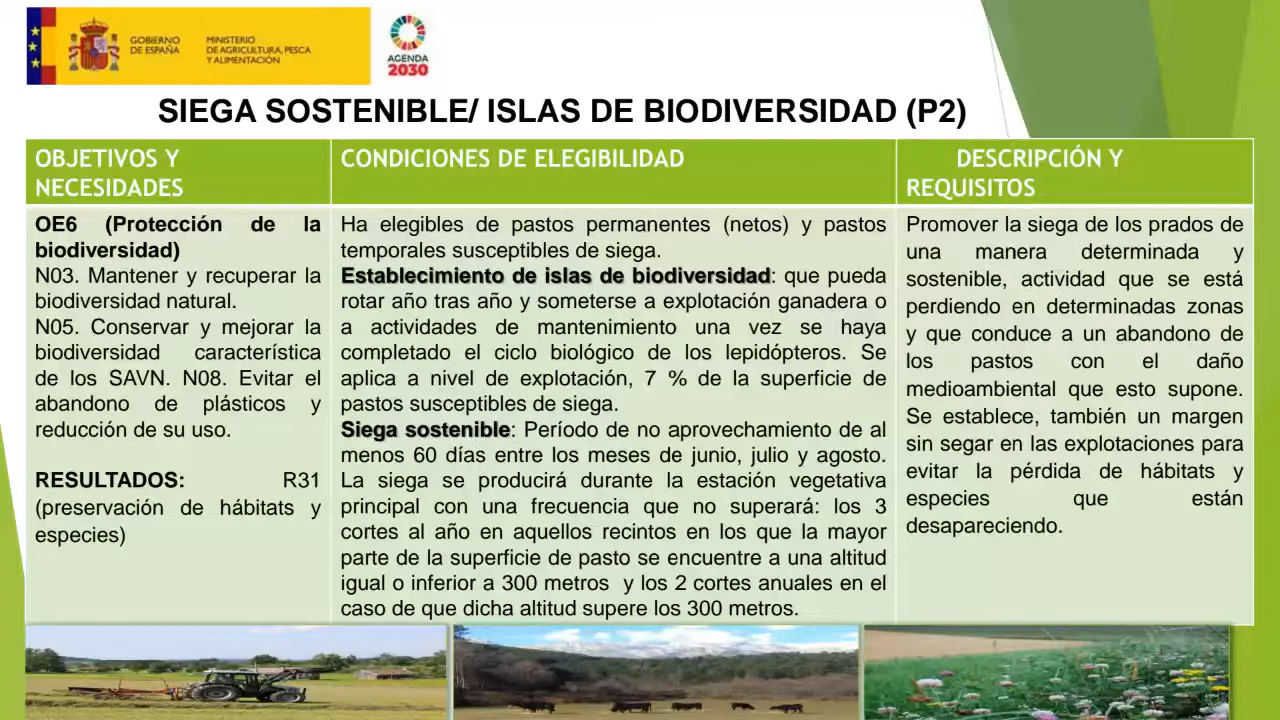 GOBIERNO
DE ESPAÑA
MINISTERIO
DE AGRICULTURA, PESCA
Y ALIMENTACIÓN
AGENDA
2030
SIEGA SOSTENIBLE/ ISLAS DE BIODIVERSIDAD (P2)
OBJETIVOS Y
NECESIDADES
OE6 (Protección de la
biodiversidad)
N03. Mantener y recuperar la
biodiversidad natural.
N05. Conservar y mejorar la
biodiversidad característica
de los SAVN. N08. Evitar el
abandono de plásticos y
reducción de su uso.
RESULTADOS: R31
(preservación de hábitats y
especies)
CONDICIONES DE ELEGIBILIDAD
Ha elegibles de pastos permanentes (netos) y pastos
temporales susceptibles de siega.
Establecimiento de islas de biodiversidad: que pueda
rotar año tras año y someterse a explotación ganadera o
a actividades de mantenimiento una vez se haya
completado el ciclo biológico de los lepidópteros. Se
aplica a nivel de explotación, 7 % de la superficie de
pastos susceptibles de siega.
Siega sostenible: Período de no aprovechamiento de al
menos 60 días entre los meses de junio, julio y agosto.
La siega se producirá durante la estación vegetativa
principal con una frecuencia que no superará: los 3
cortes al año en aquellos recintos en los que la mayor
parte de la superficie de pasto se encuentre a una altitud
igual o inferior a 300 metros y los 2 cortes anuales en el
caso de que dicha altitud supere los 300 metros.
DESCRIPCIÓN Y
REQUISITOS
Promover la siega de los prados de
una manera determinada y
sostenible, actividad que se está
perdiendo en determinadas zonas
y que conduce a un abandono de
los pastos con el daño
medioambiental que esto supone.
Se establece, también un margen
sin segar en las explotaciones para
evitar la pérdida de hábitats y
especies que están
desapareciendo.